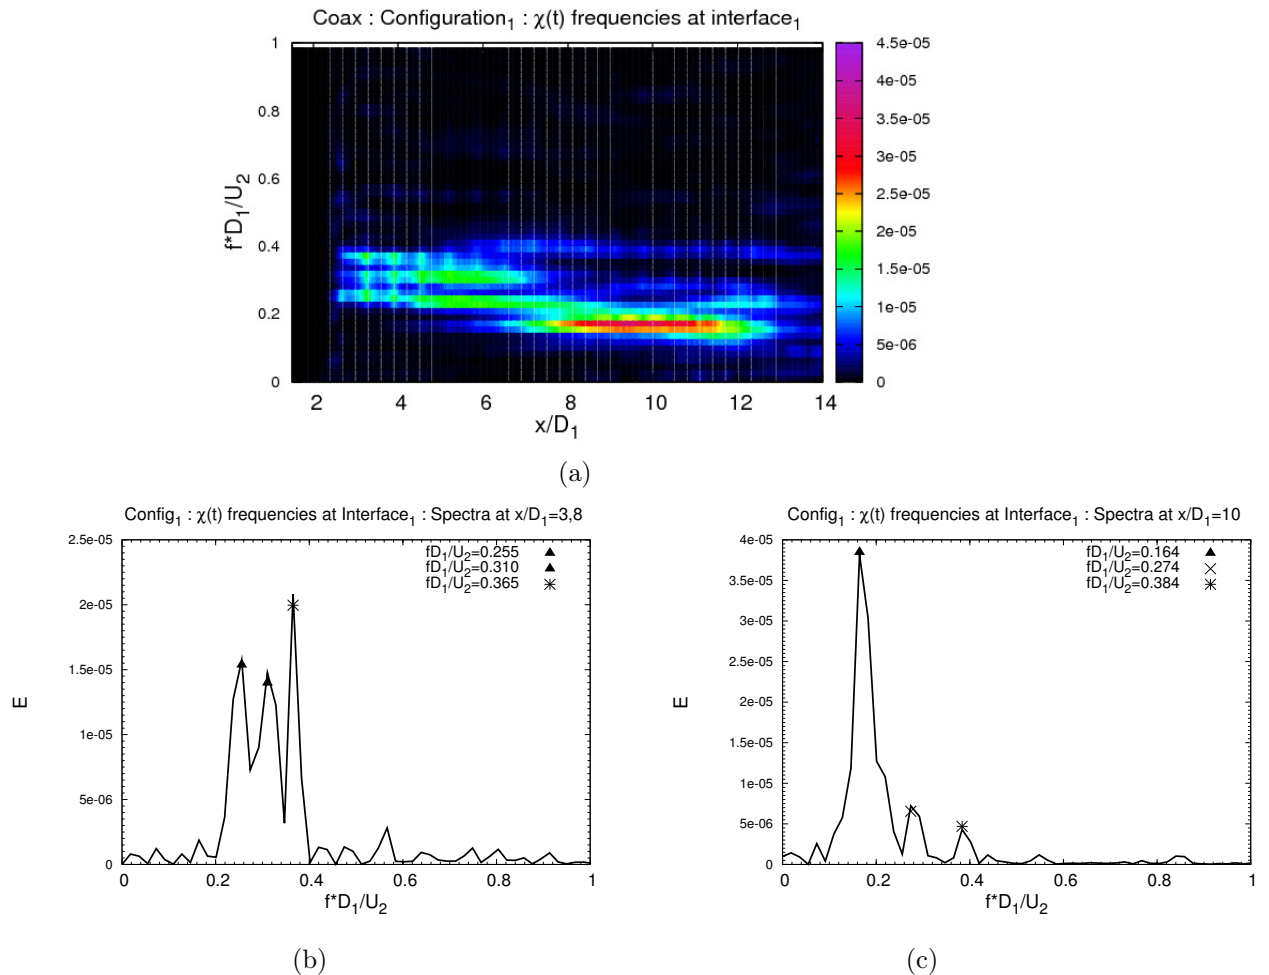 (a)
Coax : Configuration₁ : χ(t) frequencies at interface₁
1
0.8
0.6
0.4
0.2
0
f*D₁/U₂
2 4 6 8 10 12 14
x/D₁
4.5e-05
4e-05
3.5e-05
3e-05
2.5e-05
2e-05
1.5e-05
1e-05
5e-06
0
(a)
Config₁ : χ(t) frequencies at Interface₁ : Spectra at x/D₁=3,8
fD₁/U₂=0.255
fD₁/U₂=0.310
fD₁/U₂=0.365
2.5e-05
2e-05
1.5e-05
1e-05
5e-06
0
E
0 0.2 0.4 0.6 0.8 1
f*D₁/U₂
(b)
Config₁ : χ(t) frequencies at Interface₁ : Spectra at x/D₁=10
fD₁/U₂=0.164
fD₁/U₂=0.274
fD₁/U₂=0.384
4e-05
3.5e-05
3e-05
2.5e-05
2e-05
1.5e-05
1e-05
5e-06
0
E
0 0.2 0.4 0.6 0.8 1
f*D₁/U₂
(c)